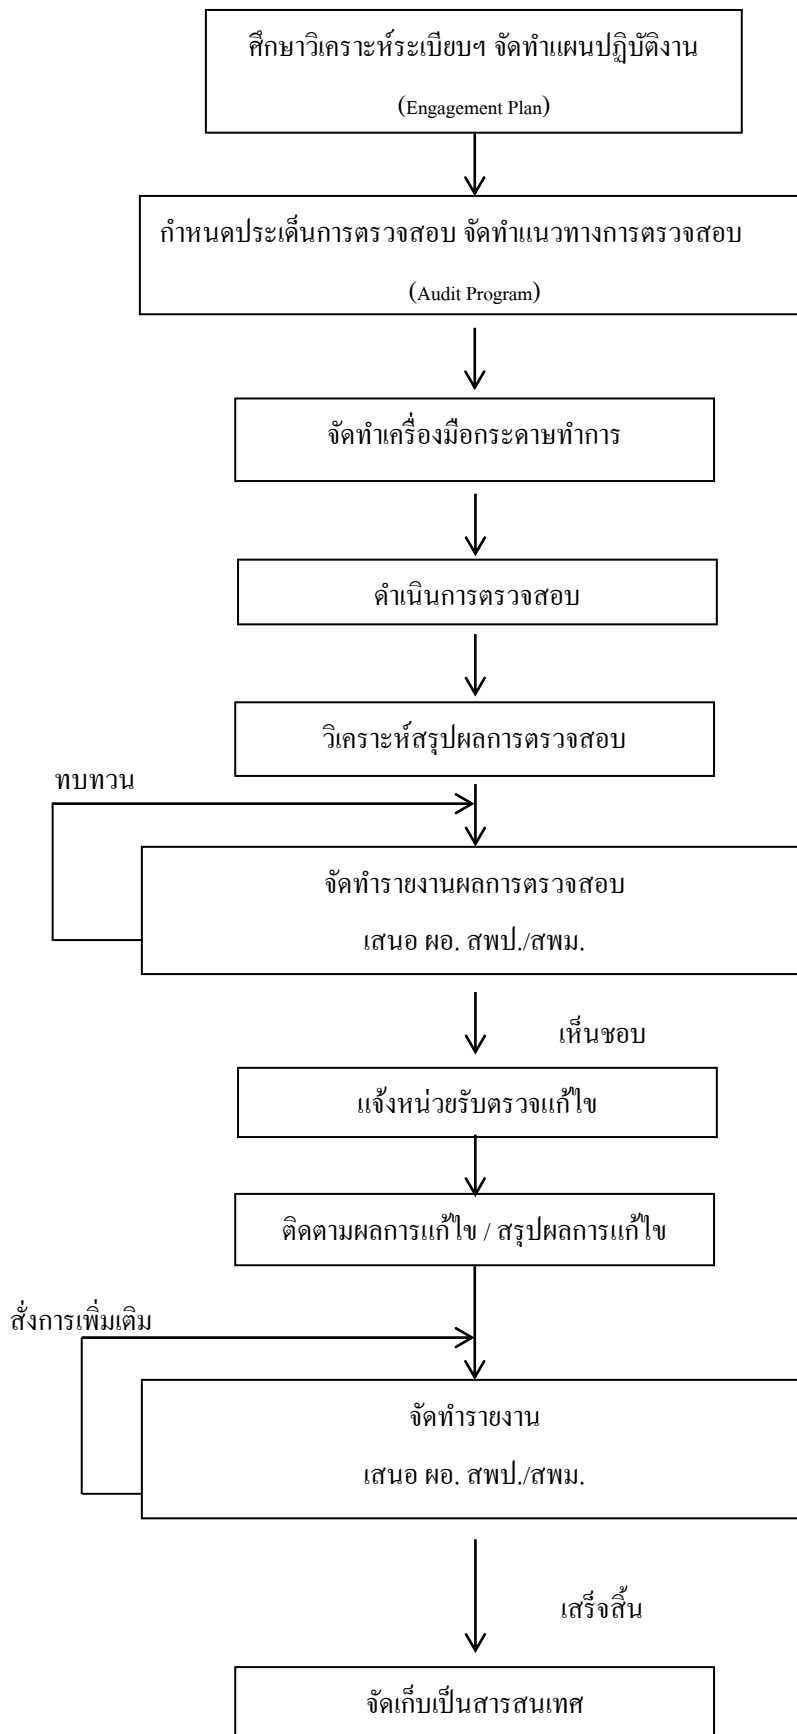 ศึกษาวิเคราะห์ระเบียบฯ จัดทำแผนปฏิบัติงาน
(Engagement Plan)
กำหนดประเด็นการตรวจสอบ จัดทำแนวทางการตรวจสอบ
(Audit Program)
จัดทำเครื่องมือกระดาษทำการ
ดำเนินการตรวจสอบ
วิเคราะห์สรุปผลการตรวจสอบ
ทบทวน
จัดทำรายงานผลการตรวจสอบ
เสนอ ผอ. สพป./สพม.
เห็นชอบ
แจ้งหน่วยรับตรวจแก้ไข
ติดตามผลการแก้ไข / สรุปผลการแก้ไข
สั่งการเพิ่มเติม
จัดทำรายงาน
เสนอ ผอ. สพป./สพม.
เสร็จสิ้น
จัดเก็บเป็นสารสนเทศ